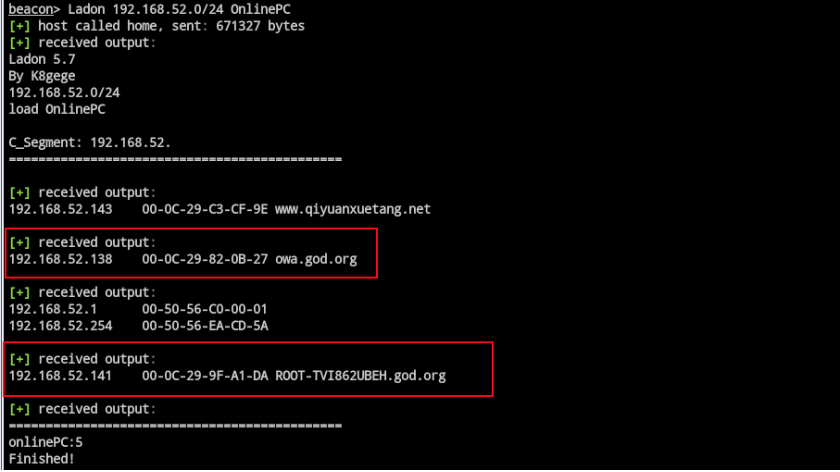 beacon> Ladon 192.168.52.0/24 OnlinePC
[+] host called home, sent: 671327 bytes
[+] received output:
Ladon 5.7
By K8gege
192.168.52.0/24
load OnlinePC
C_Segment: 192.168.52.
=============================================
[+] received output:
192.168.52.143 00-0C-29-C3-CF-9E www.qiyuanxuetang.net
[+] received output:
192.168.52.138 00-0C-29-82-0B-27 owa.god.org
[+] received output:
192.168.52.1 00-50-56-C0-00-01
192.168.52.254 00-50-56-EA-CD-5A
[+] received output:
192.168.52.141 00-0C-29-9F-A1-DA ROOT-TVI862UBEH.god.org
[+] received output:
=============================================
onlinePC:5
Finished!